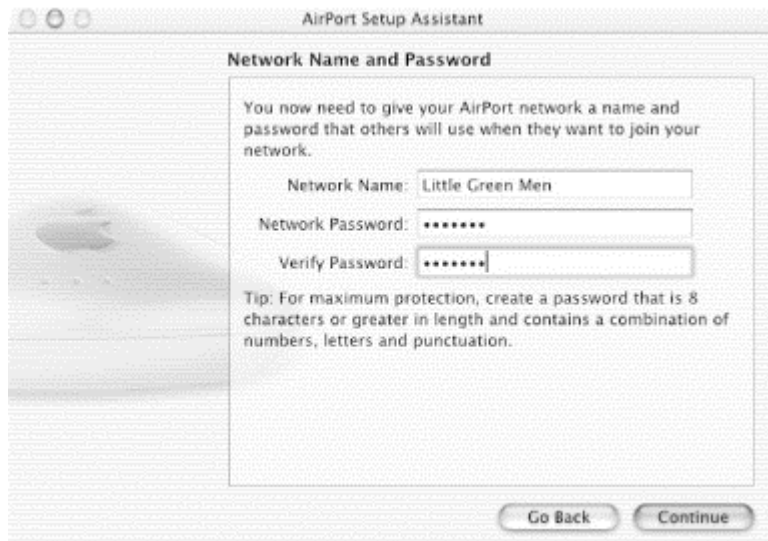 AirPort Setup Assistant
Network Name and Password
You now need to give your AirPort network a name and
password that others will use when they want to join your
network.
Network Name: Little Green Men
Network Password: •••••••
Verify Password: •••••••
Tip: For maximum protection, create a password that is 8
characters or greater in length and contains a combination of
numbers, letters and punctuation.
Go Back Continue